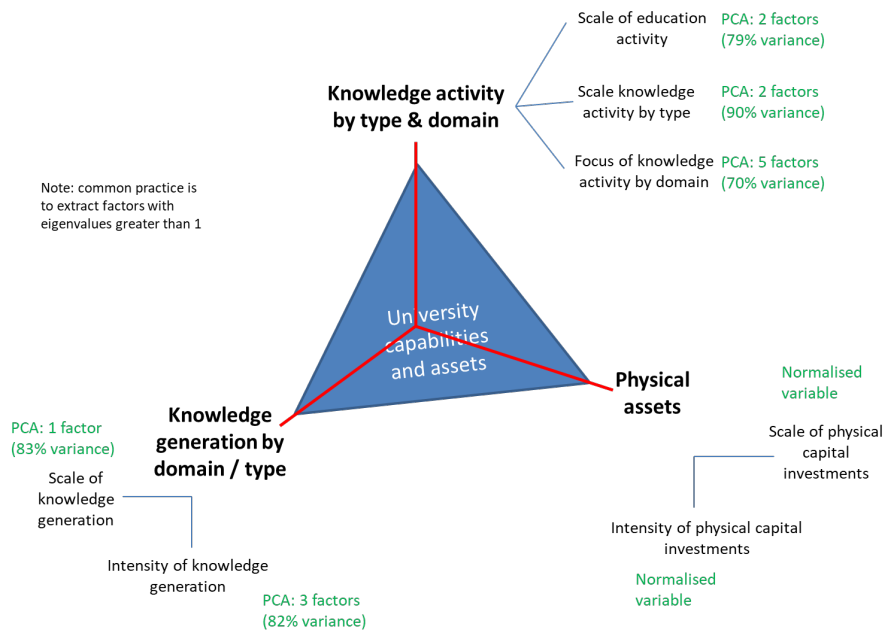 Scale of education
activity
PCA: 2 factors
(79% variance)
Knowledge activity
by type & domain
Scale knowledge
activity by type
PCA: 2 factors
(90% variance)
Focus of knowledge
activity by domain
PCA: 5 factors
(70% variance)
Note: common practice is
to extract factors with
eigenvalues greater than 1
University
capabilities
and assets
Physical
assets
Normalised
variable
Scale of physical
capital
investments
Intensity of physical capital
investments
Normalised
variable
Knowledge
generation by
domain / type
PCA: 1 factor
(83% variance)
Scale of
knowledge
generation
Intensity of knowledge
generation
PCA: 3 factors
(82% variance)